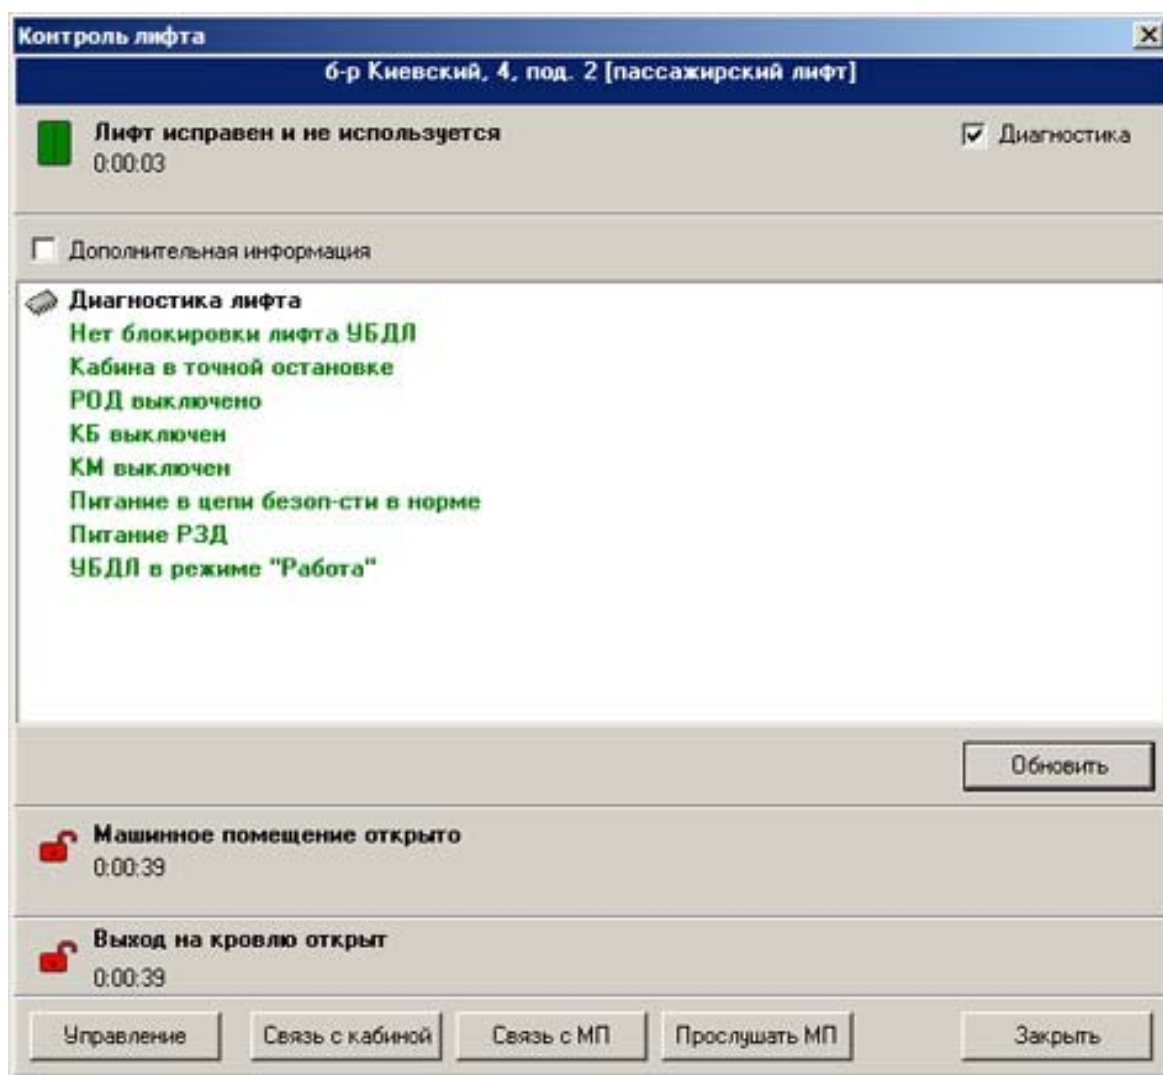 Контроль лифта
б-р Киевский, 4, под. 2 [пассажирский лифт]
Лифт исправен и не используется
Диагностика
0:00:03
Дополнительная информация
Диагностика лифта
Нет блокировки лифта УБДЛ
Кабина в точной остановке
РОД выключено
КБ выключен
КМ выключен
Питание в цепи безоп-сти в норме
Питание РЗД
УБДЛ в режиме "Работа"
Обновить
Машинное помещение открыто
0:00:39
Выход на кровлю открыт
0:00:39
Управление Связь с кабиной Связь с МП Прослушать МП Закрыть